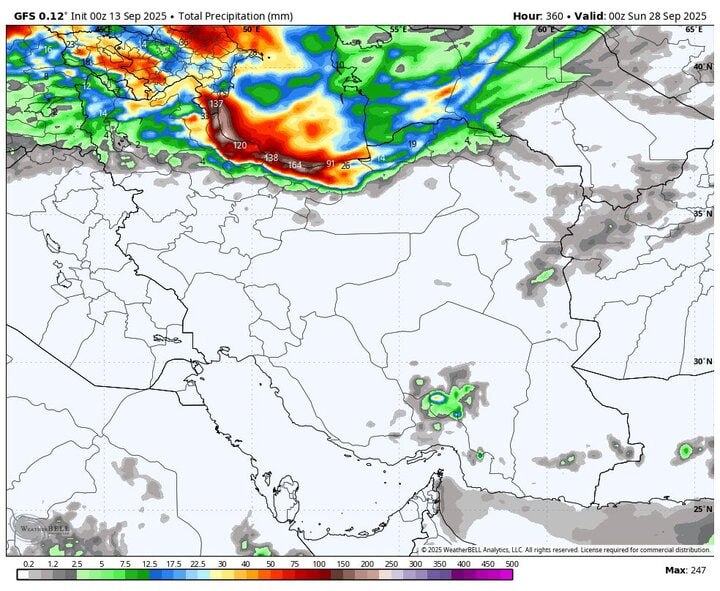 GFS 0.12° Init 00z 13 Sep 2025 • Total Precipitation (mm)
Hour: 360 • Valid: 00z Sun 28 Sep 2025
45°E 50°E 55°E 60°E 65°E
40°N
35°N
30°N
25°N
16
23
14
18
12
14
137
120
138
164
91
26
19
WEATHERBELL
© 2025 WeatherBELL Analytics, LLC. All rights reserved. License required for commercial distribution.
0.2 1.2 2.5 5 7.5 12.5 17.5 22.5 30 40 50 75 100 150 200 250 300 350 400 450 500
Max: 247